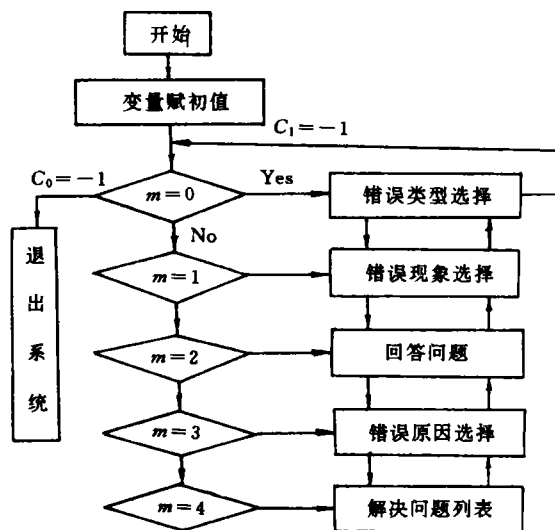 开始
变量赋初值
C₁=-1
C₀=-1
m=0
Yes
错误类型选择
No
退出系统
m=1
错误现象选择
m=2
回答问题
m=3
错误原因选择
m=4
解决问题列表